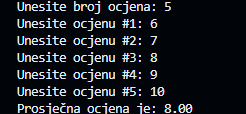 Unesite broj ocjena: 5
Unesite ocjenu #1: 6
Unesite ocjenu #2: 7
Unesite ocjenu #3: 8
Unesite ocjenu #4: 9
Unesite ocjenu #5: 10
Prosječna ocjena je: 8.00